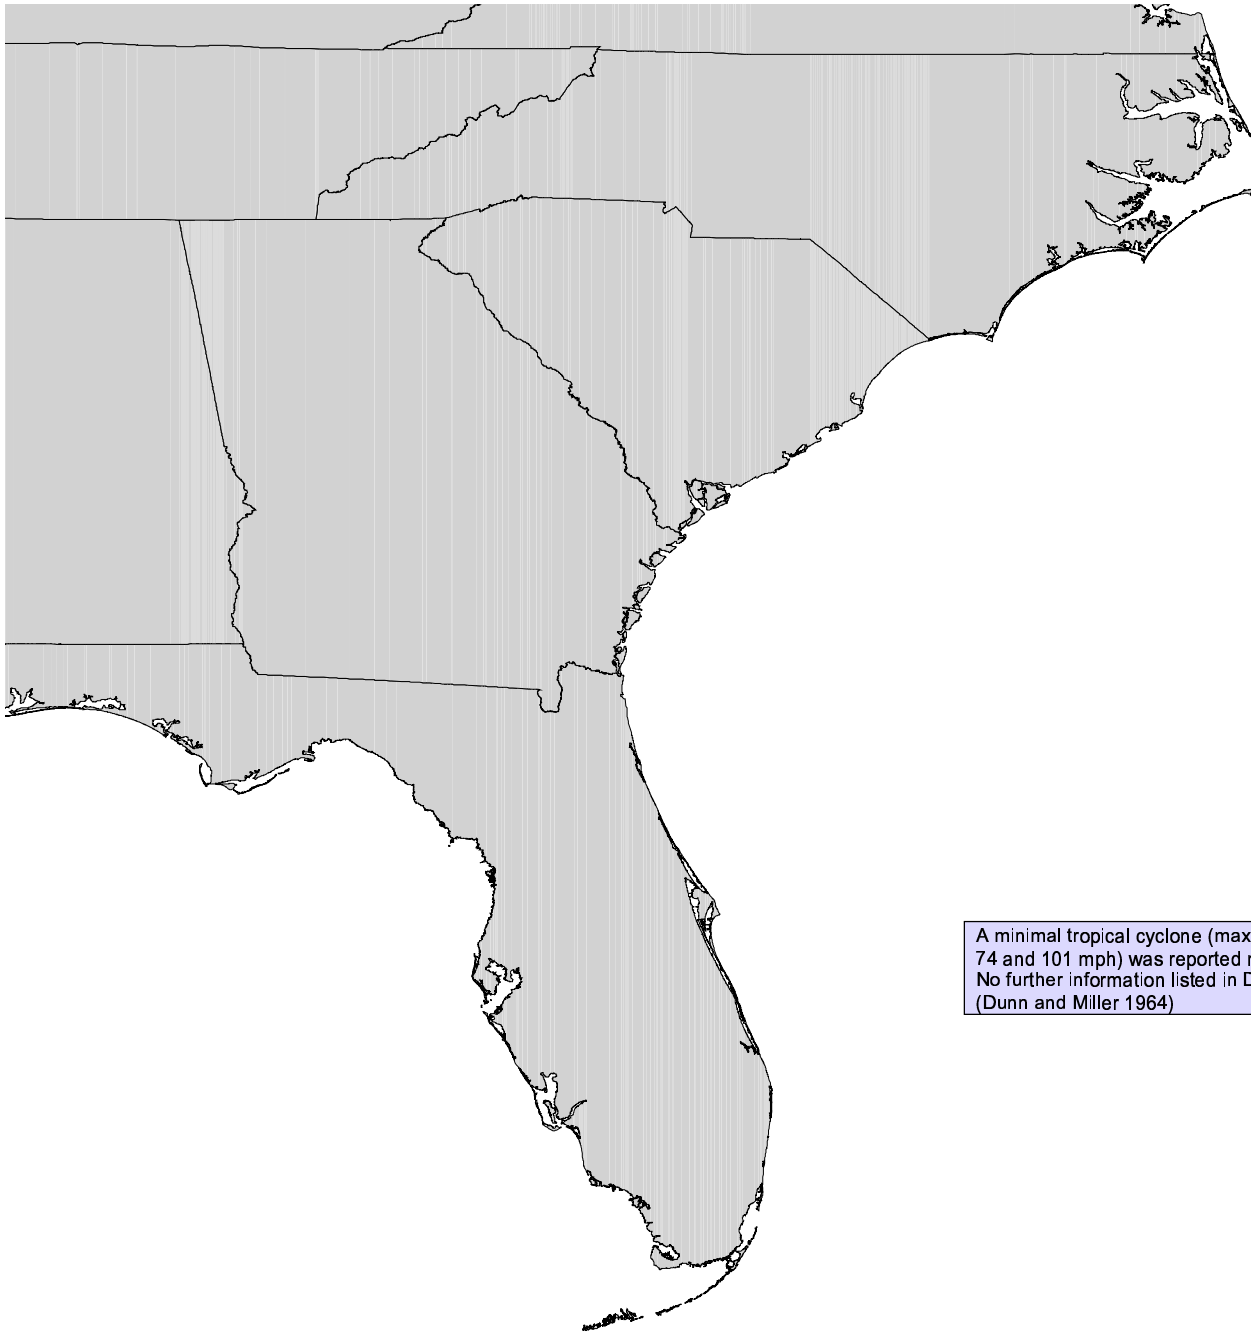 A minimal tropical cyclone (max
74 and 101 mph) was reported
No further information listed in
(Dunn and Miller 1964)